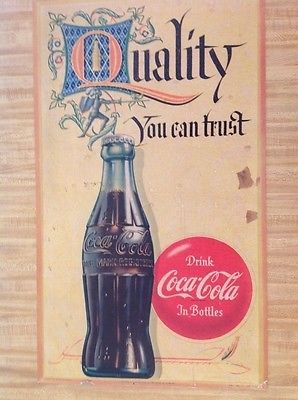 Quality
You can trust
Coca-Cola
Drink
Coca-Cola
In Bottles